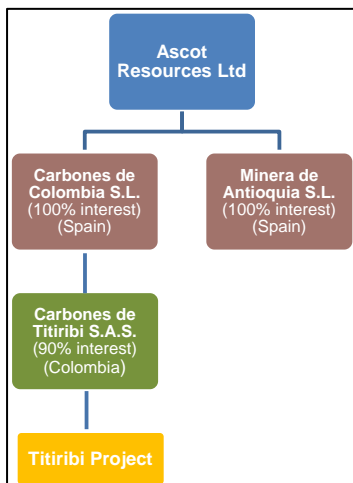 Ascot
Resources Ltd
Carbones de
Colombia S.L.
(100% interest)
(Spain)
Minera de
Antioquia S.L.
(100% interest)
(Spain)
Carbones de
Titiribi S.A.S.
(90% interest)
(Colombia)
Titiribi Project